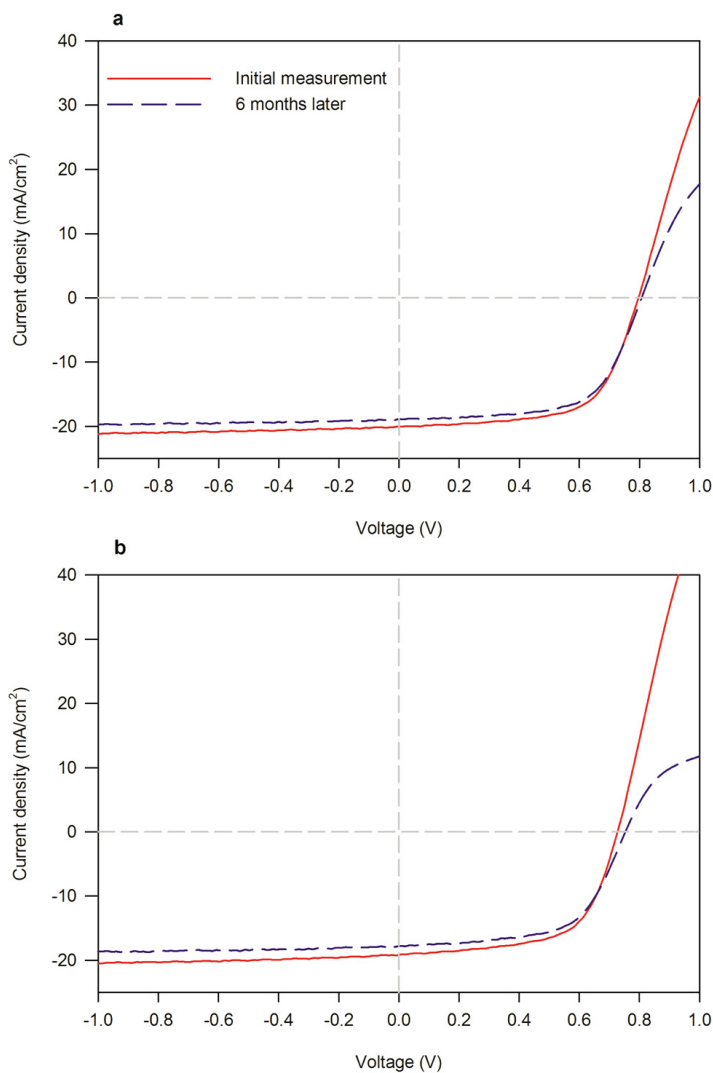 a
40
30
20
10
0
-10
-20
Current density (mA/cm²)
Initial measurement
6 months later
-1.0 -0.8 -0.6 -0.4 -0.2 0.0 0.2 0.4 0.6 0.8 1.0
Voltage (V)
b
40
30
20
10
0
-10
-20
Current density (mA/cm²)
-1.0 -0.8 -0.6 -0.4 -0.2 0.0 0.2 0.4 0.6 0.8 1.0
Voltage (V)